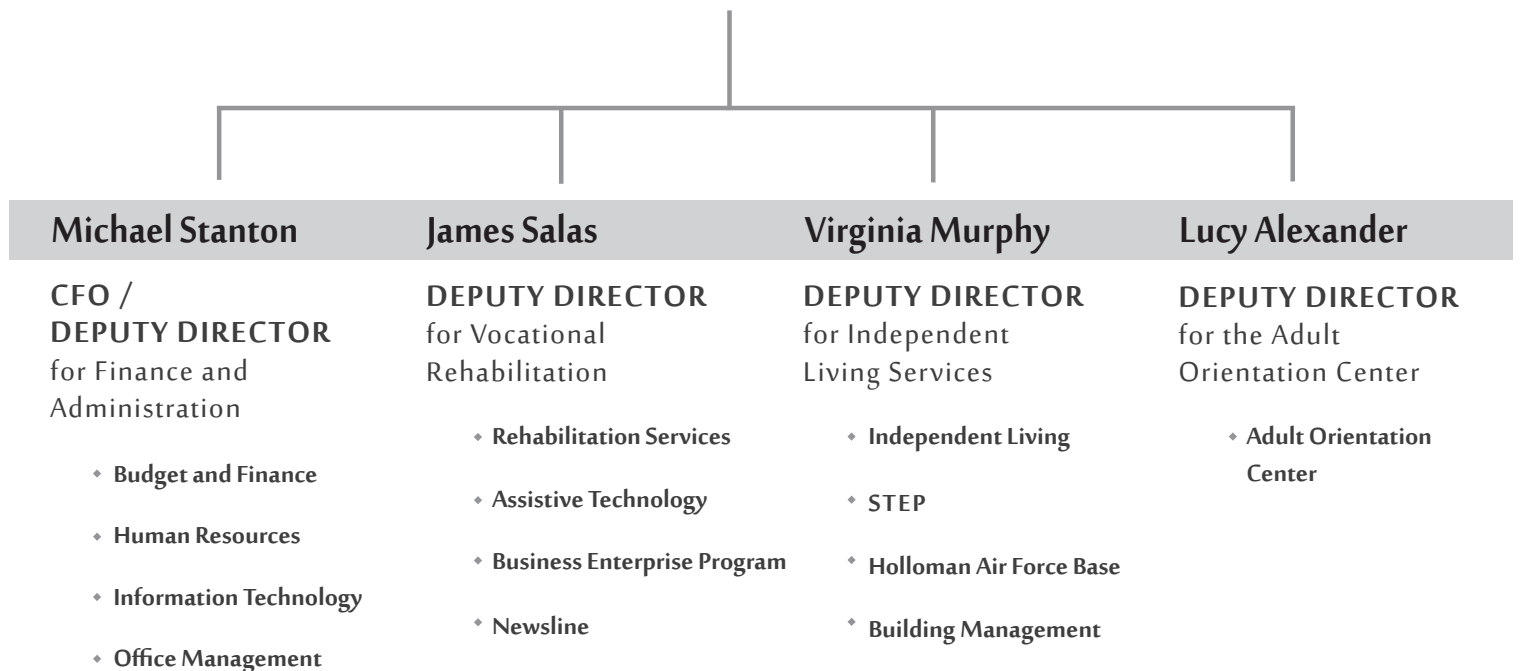 Michael Stanton
CFO /
DEPUTY DIRECTOR
for Finance and
Administration
◆ Budget and Finance
◆ Human Resources
◆ Information Technology
◆ Office Management
James Salas
DEPUTY DIRECTOR
for Vocational
Rehabilitation
◆ Rehabilitation Services
◆ Assistive Technology
◆ Business Enterprise Program
◆ Newsline
Virginia Murphy
DEPUTY DIRECTOR
for Independent
Living Services
◆ Independent Living
◆ STEP
◆ Holloman Air Force Base
◆ Building Management
Lucy Alexander
DEPUTY DIRECTOR
for the Adult
Orientation Center
◆ Adult Orientation
Center